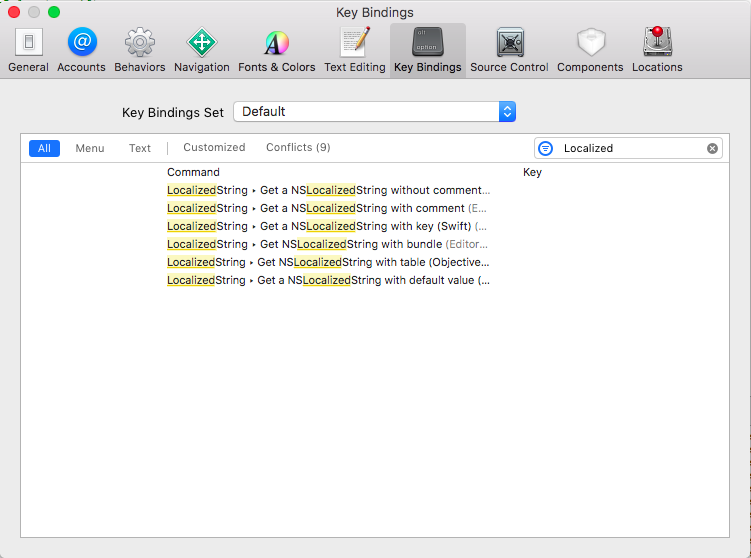 Key Bindings
General Accounts Behaviors Navigation Fonts & Colors Text Editing Key Bindings Source Control Components Locations
alt
option
Key Bindings Set Default
All Menu Text Customized Conflicts (9) Localized
Command Key
LocalizedString ▸ Get a NSLocalizedString without comment...
LocalizedString ▸ Get a NSLocalizedString with comment (E...
LocalizedString ▸ Get a NSLocalizedString with key (Swift) (...
LocalizedString ▸ Get NSLocalizedString with bundle (Editor...
LocalizedString ▸ Get NSLocalizedString with table (Objective...
LocalizedString ▸ Get a NSLocalizedString with default value (...